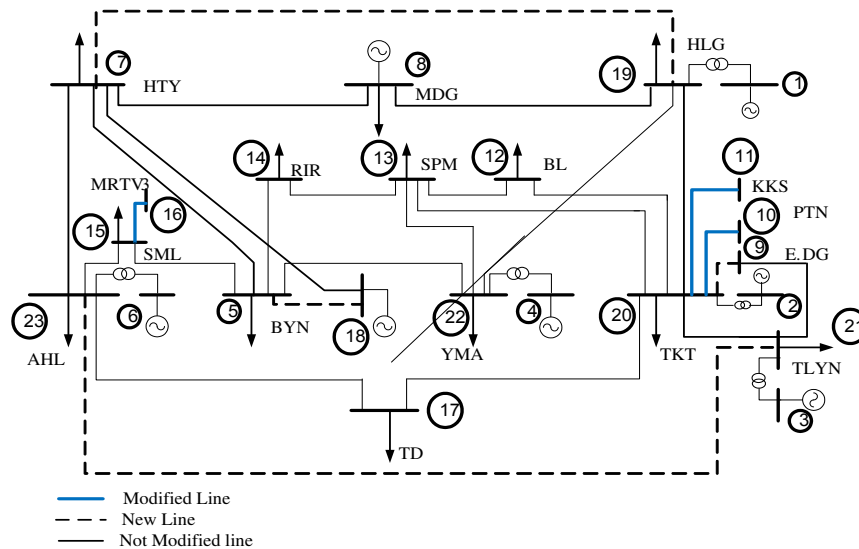 HLG
7
8
19
1
HTY
MDG
11
14
13
12
RIR
SPM
BL
KKS
MRTV3
10
PTN
15
16
9
SML
E.DG
23
6
5
18
22
4
20
2
21
AHL
BYN
YMA
TKT
TLYN
17
3
TD
Modified Line
New Line
Not Modified line